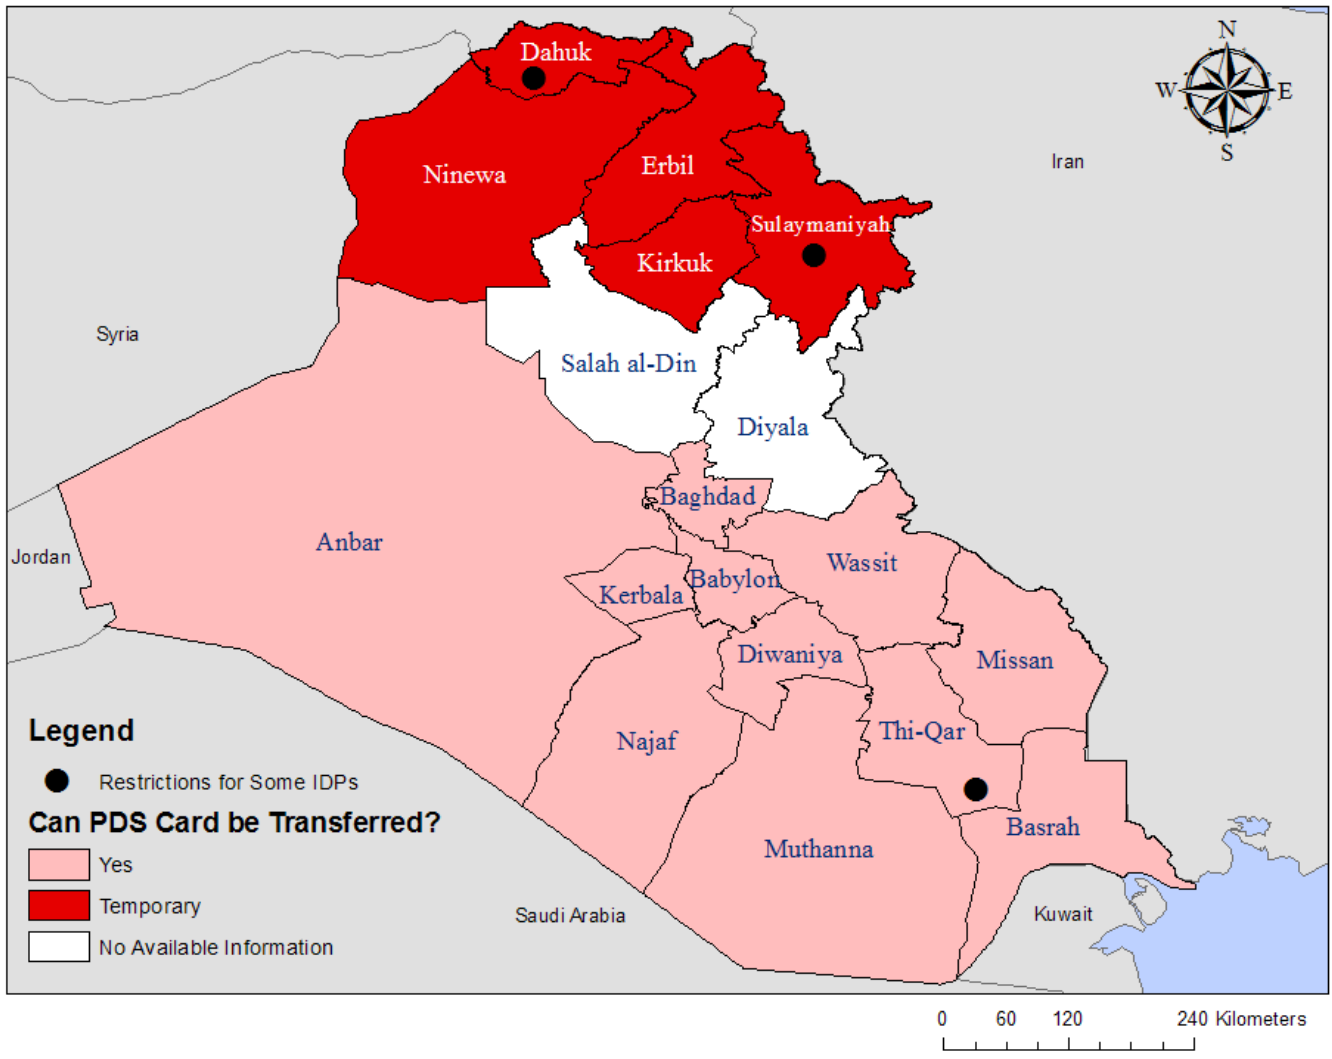 N
W E
S
Dahuk
Ninewa
Erbil
Iran
Sulaymaniyah
Kirkuk
Syria
Salah al-Din
Diyala
Baghdad
Anbar
Jordan
Wassit
Babylon
Kerbala
Diwaniya
Missan
Najaf
Thi-Qar
Basrah
Muthanna
Saudi Arabia
Kuwait
Legend
Restrictions for Some IDPs
Can PDS Card be Transferred?
Yes
Temporary
No Available Information
0 60 120 240 Kilometers